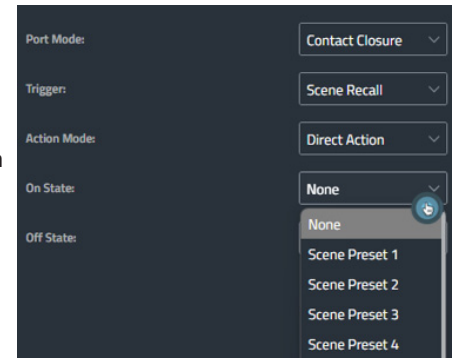 Port Mode: Contact Closure
Trigger: Scene Recall
Action Mode: Direct Action
On State: None
None
Off State:
Scene Preset 1
Scene Preset 2
Scene Preset 3
Scene Preset 4